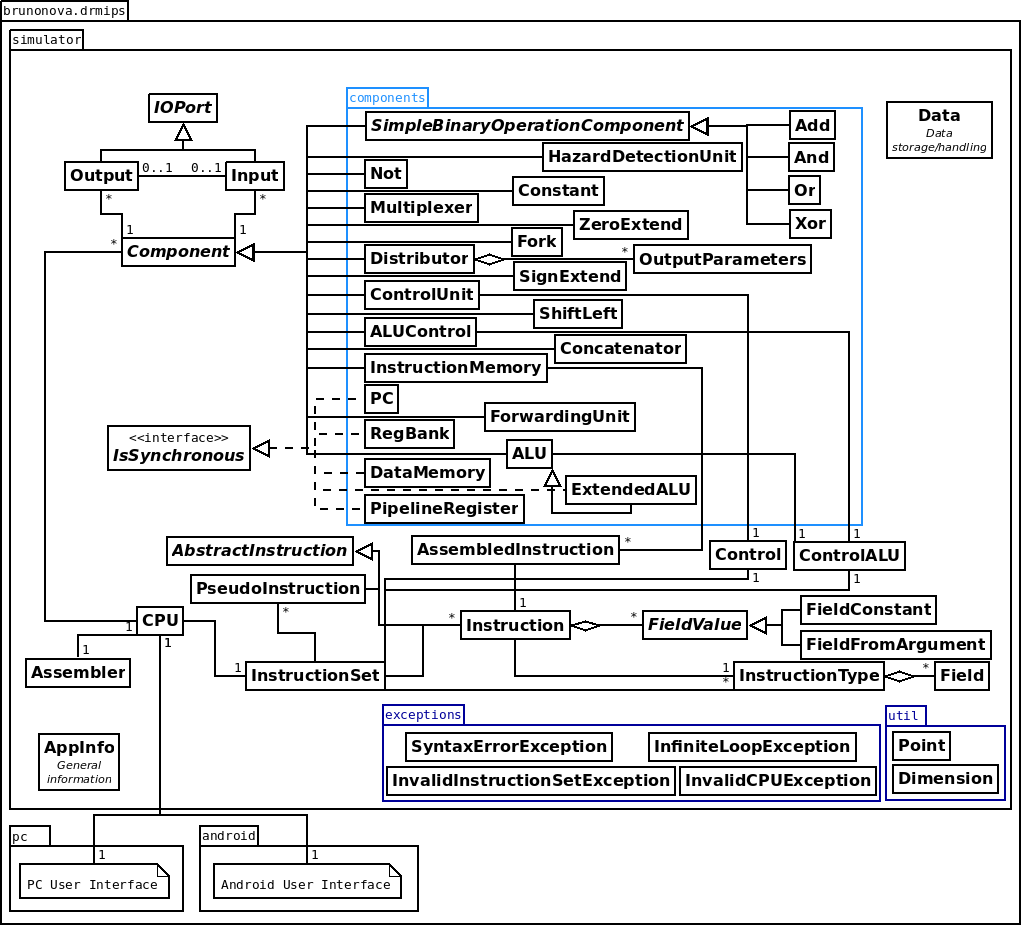 brunonova.drmips
simulator
components
IOPort
SimpleBinaryOperationComponent
Add
Data
Data
storage/handling
HazardDetectionUnit
And
Output
0..1
0..1
Input
Not
Constant
Or
*
*
Multiplexer
ZeroExtend
Xor
1
1
*
Component
Fork
Distributor
*
OutputParameters
SignExtend
ControlUnit
ShiftLeft
ALUControl
Concatenator
InstructionMemory
PC
ForwardingUnit
<<interface>>
IsSynchronous
RegBank
ALU
DataMemory
ExtendedALU
PipelineRegister
1
1
1
AbstractInstruction
AssembledInstruction
*
Control
ControlALU
1
1
PseudoInstruction
*
1
CPU
1
1
*
Instruction
*
FieldValue
FieldConstant
FieldFromArgument
1
Assembler
1
InstructionSet
1
*
InstructionType
*
Field
exceptions
util
AppInfo
General
information
SyntaxErrorException
InfiniteLoopException
Point
InvalidInstructionSetException
InvalidCPUException
Dimension
pc
android
1
1
PC User Interface
Android User Interface